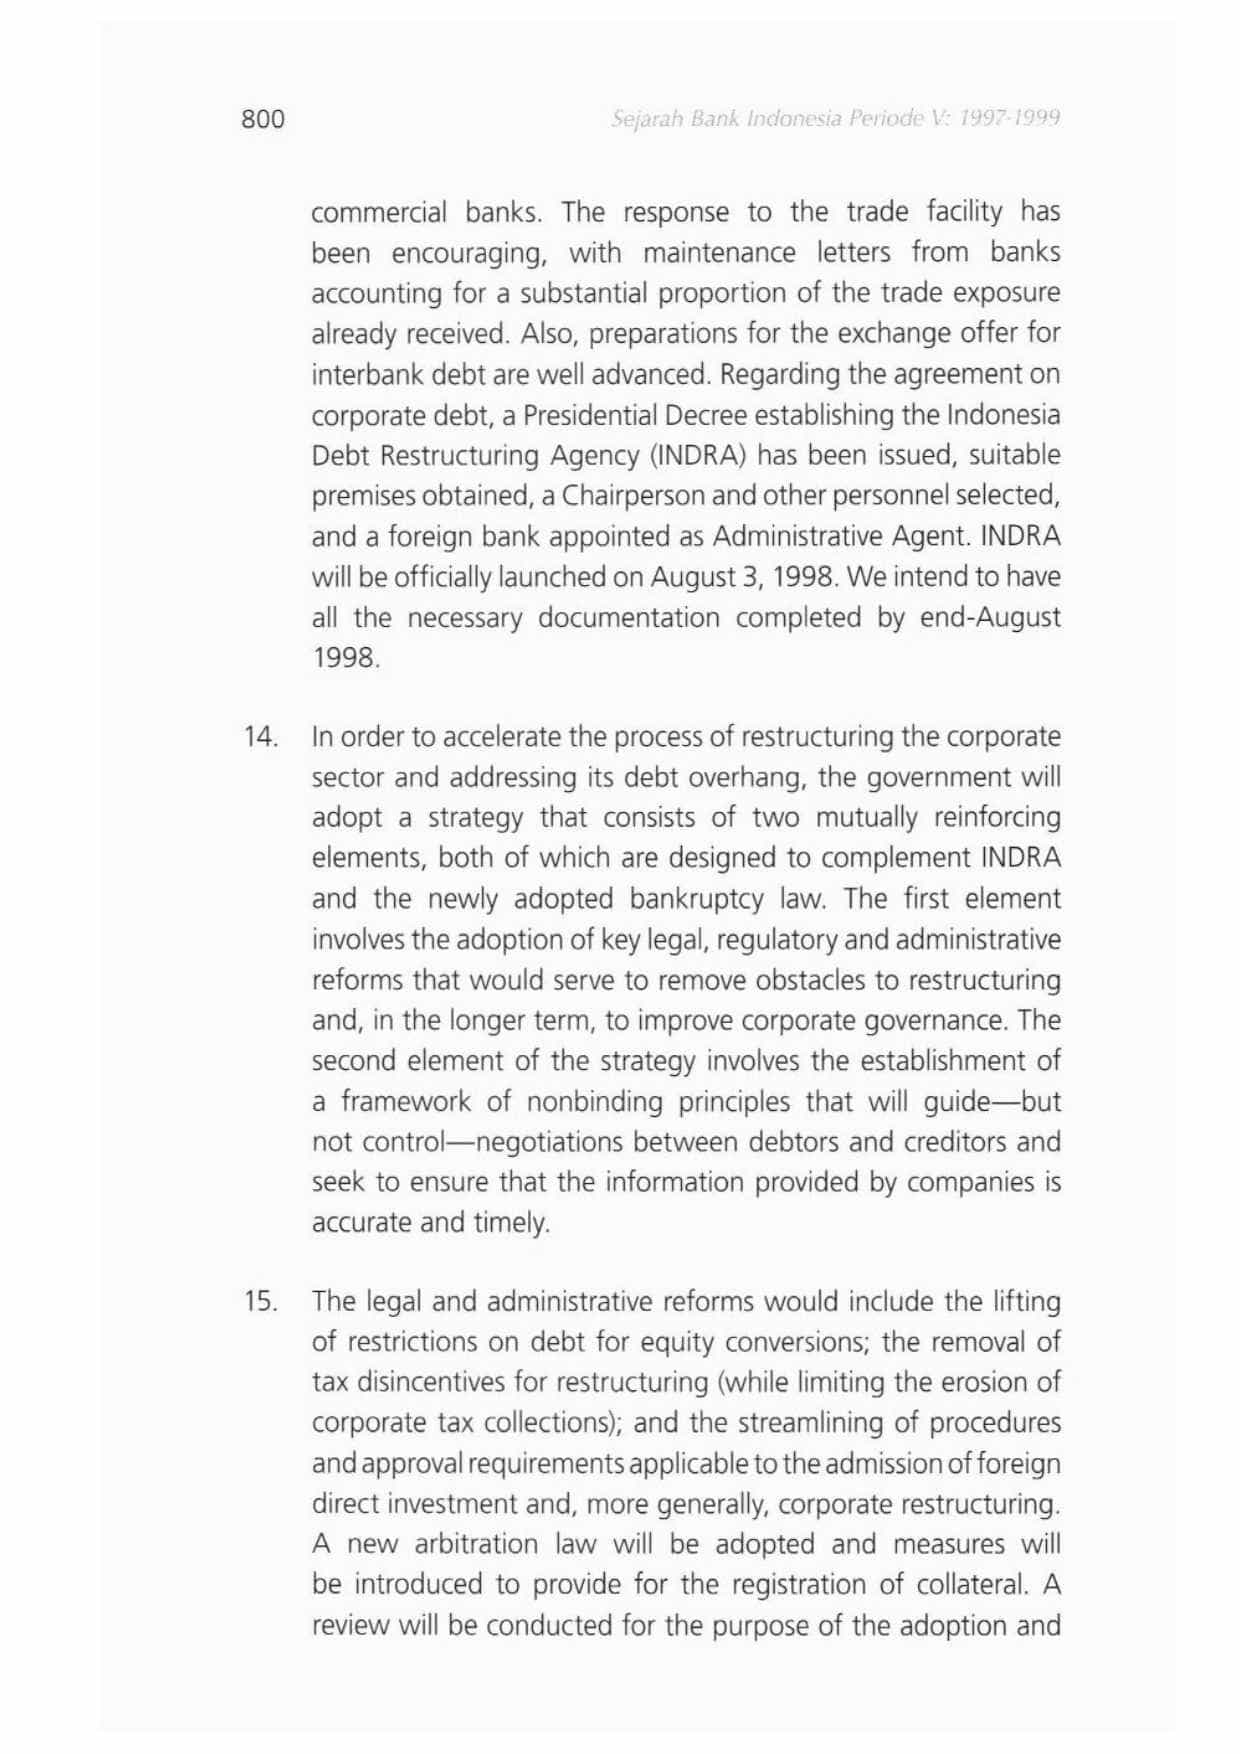 800
Sejarah Bank Indonesia Periode V: 1997-1999
commercial banks. The response to the trade facility has
been encouraging, with maintenance letters from banks
accounting for a substantial proportion of the trade exposure
already received. Also, preparations for the exchange offer for
interbank debt are well advanced. Regarding the agreement on
corporate debt, a Presidential Decree establishing the Indonesia
Debt Restructuring Agency (INDRA) has been issued, suitable
premises obtained, a Chairperson and other personnel selected,
and a foreign bank appointed as Administrative Agent. INDRA
will be officially launched on August 3, 1998. We intend to have
all the necessary documentation completed by end-August
1998.
14. In order to accelerate the process of restructuring the corporate
sector and addressing its debt overhang, the government will
adopt a strategy that consists of two mutually reinforcing
elements, both of which are designed to complement INDRA
and the newly adopted bankruptcy law. The first element
involves the adoption of key legal, regulatory and administrative
reforms that would serve to remove obstacles to restructuring
and, in the longer term, to improve corporate governance. The
second element of the strategy involves the establishment of
a framework of nonbinding principles that will guide—but
not control—negotiations between debtors and creditors and
seek to ensure that the information provided by companies is
accurate and timely.
15. The legal and administrative reforms would include the lifting
of restrictions on debt for equity conversions; the removal of
tax disincentives for restructuring (while limiting the erosion of
corporate tax collections); and the streamlining of procedures
and approval requirements applicable to the admission of foreign
direct investment and, more generally, corporate restructuring.
A new arbitration law will be adopted and measures will
be introduced to provide for the registration of collateral. A
review will be conducted for the purpose of the adoption and